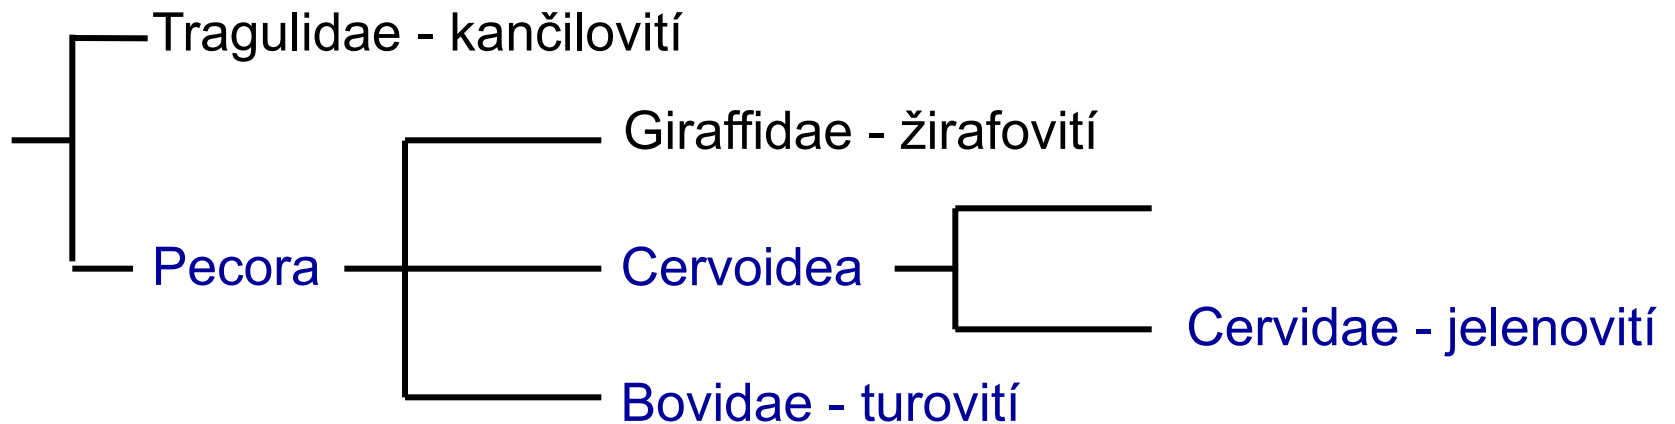 Tragulidae - kančilovití
Giraffidae - žirafovití
Pecora
Cervoidea
Cervidae - jelenovití
Bovidae - turovití